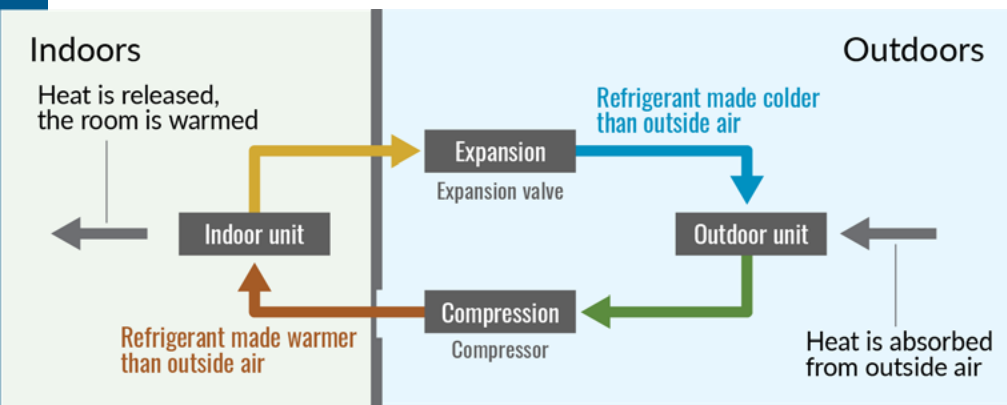 Indoors
Outdoors
Heat is released,
the room is warmed
Refrigerant made colder
than outside air
Expansion
Expansion valve
Indoor unit
Outdoor unit
Compression
Compressor
Refrigerant made warmer
than outside air
Heat is absorbed
from outside air